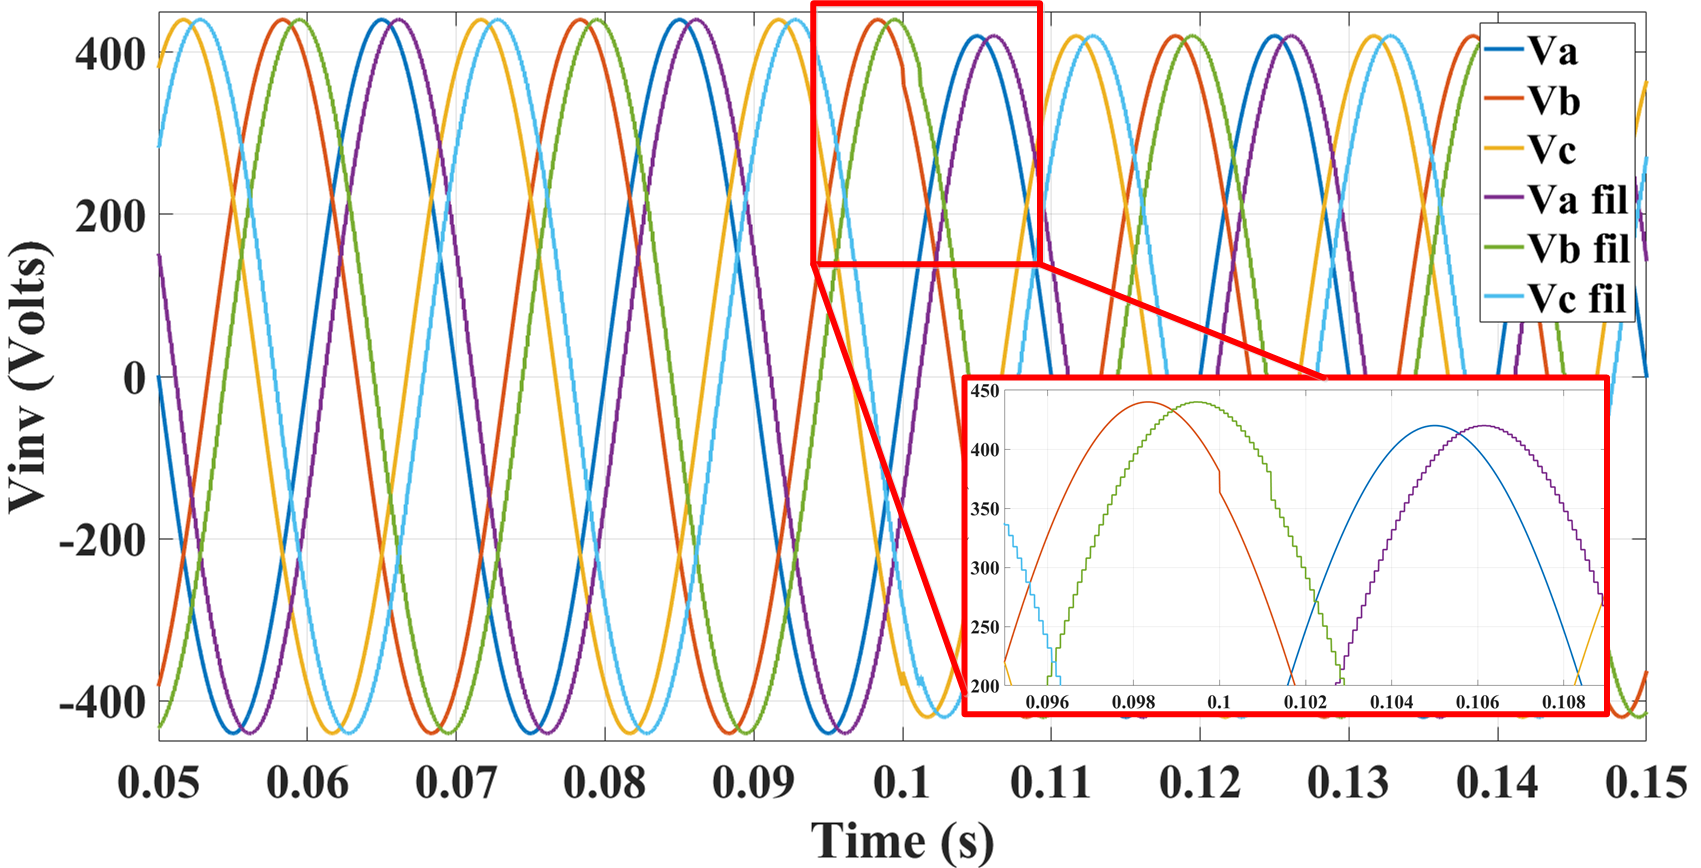 400
200
0
-200
-400
Vinv (Volts)
Va
Vb
Vc
Va fil
Vb fil
Vc fil
450
400
350
300
250
200
0.096 0.098 0.1 0.102 0.104 0.106 0.108
0.05 0.06 0.07 0.08 0.09 0.1 0.11 0.12 0.13 0.14 0.15
Time (s)